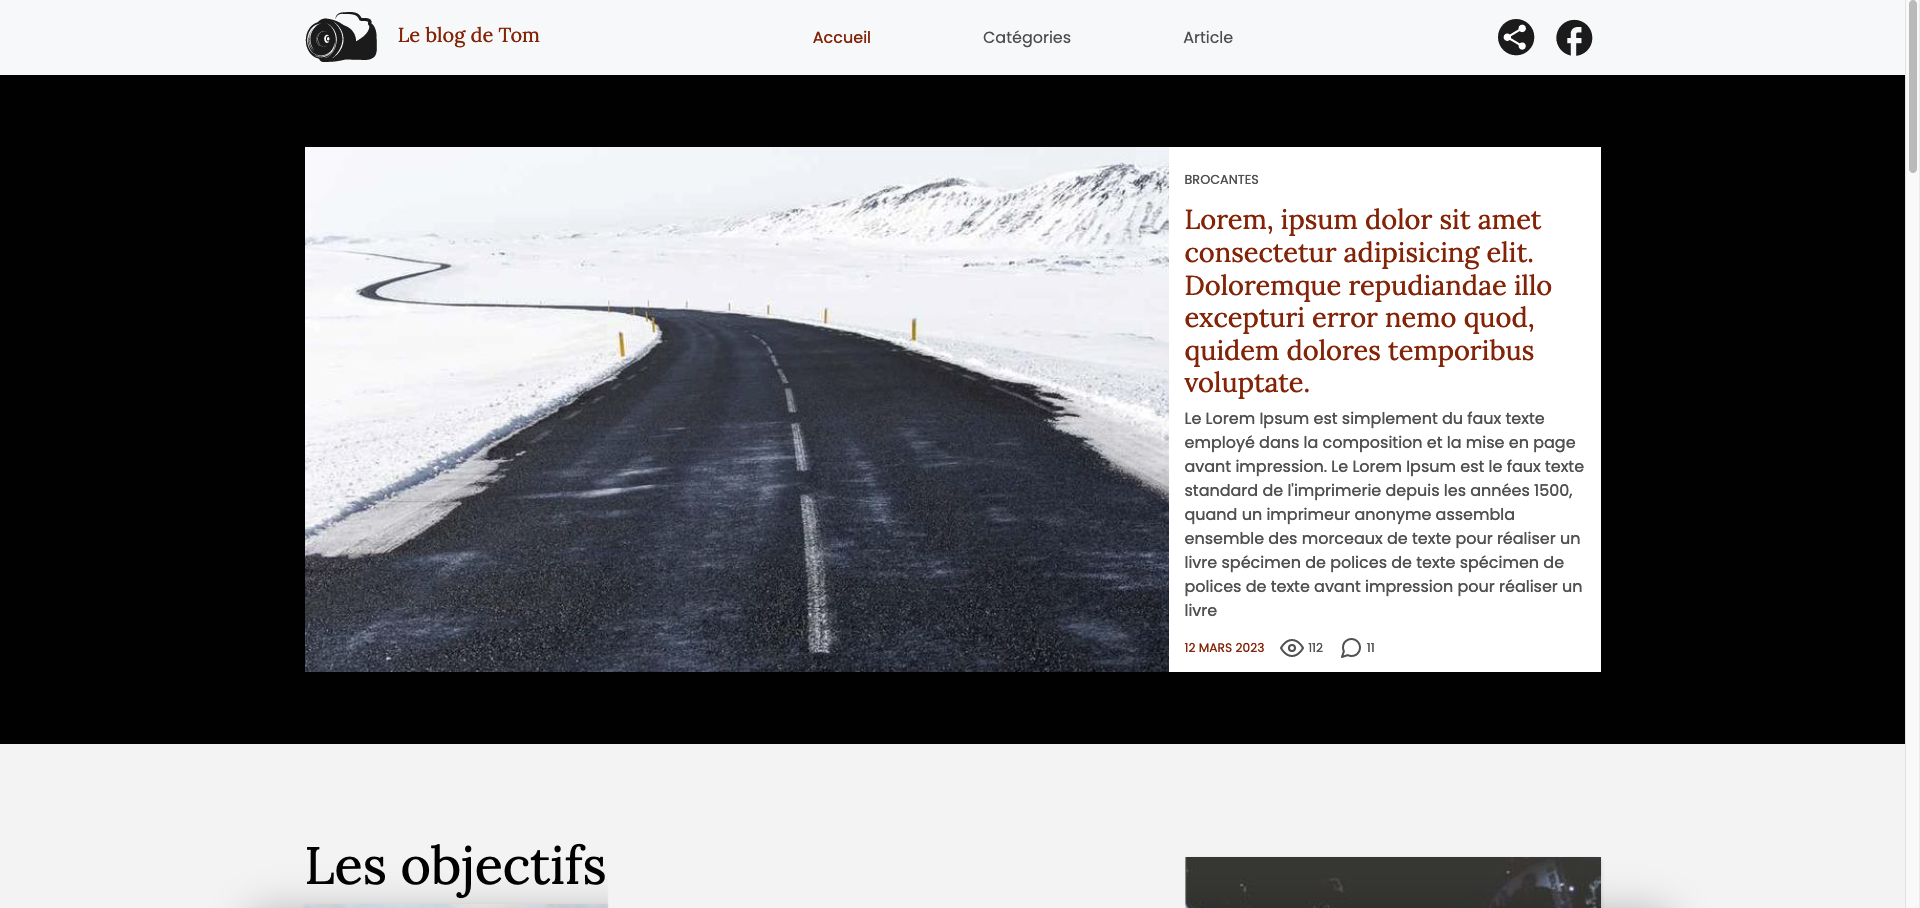 Le blog de Tom
Accueil
Catégories
Article
BROCANTES
Lorem, ipsum dolor sit amet
consectetur adipisicing elit.
Doloremque repudiandae illo
excepturi error nemo quod,
quidem dolores temporibus
voluptate.
Le Lorem Ipsum est simplement du faux texte
employé dans la composition et la mise en page
avant impression. Le Lorem Ipsum est le faux texte
standard de l'imprimerie depuis les années 1500,
quand un imprimeur anonyme assembla
ensemble des morceaux de texte pour réaliser un
livre spécimen de polices de texte spécimen de
polices de texte avant impression pour réaliser un
livre
12 MARS 2023 112 11
Les objectifs